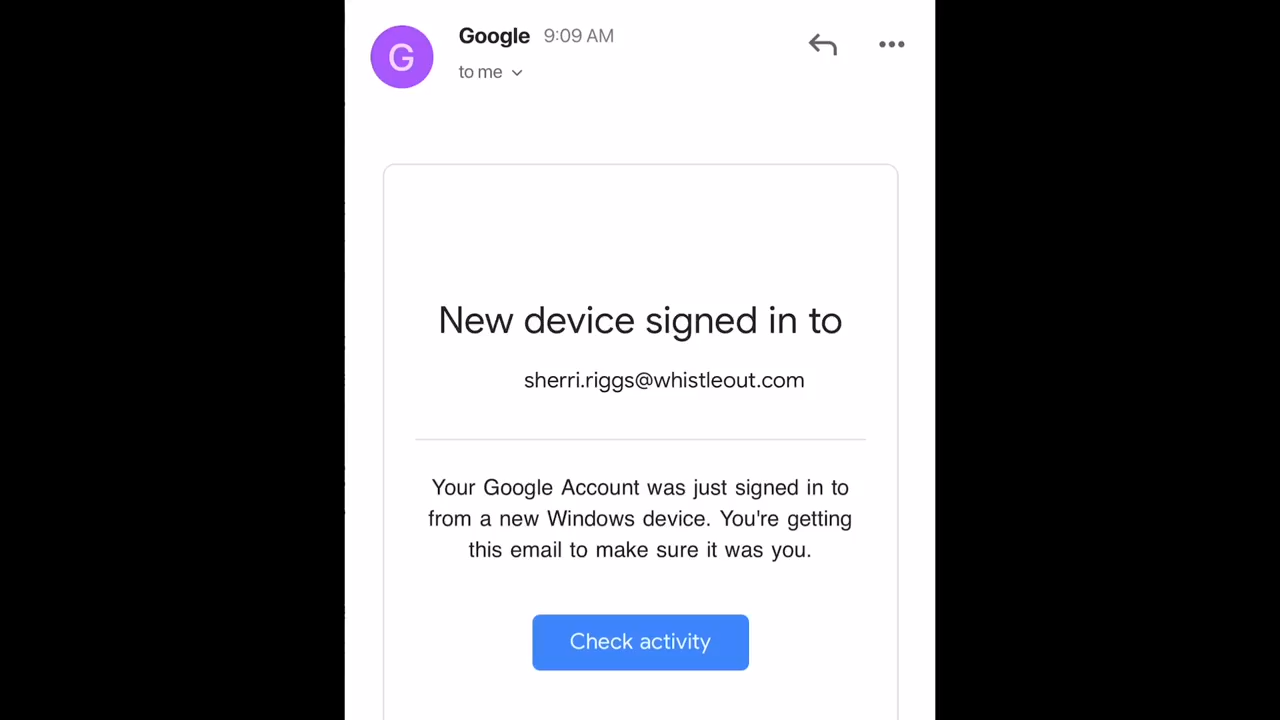 G
Google 9:09 AM
to me
New device signed in to
sherri.riggs@whistleout.com
Your Google Account was just signed in to
from a new Windows device. You're getting
this email to make sure it was you.
Check activity